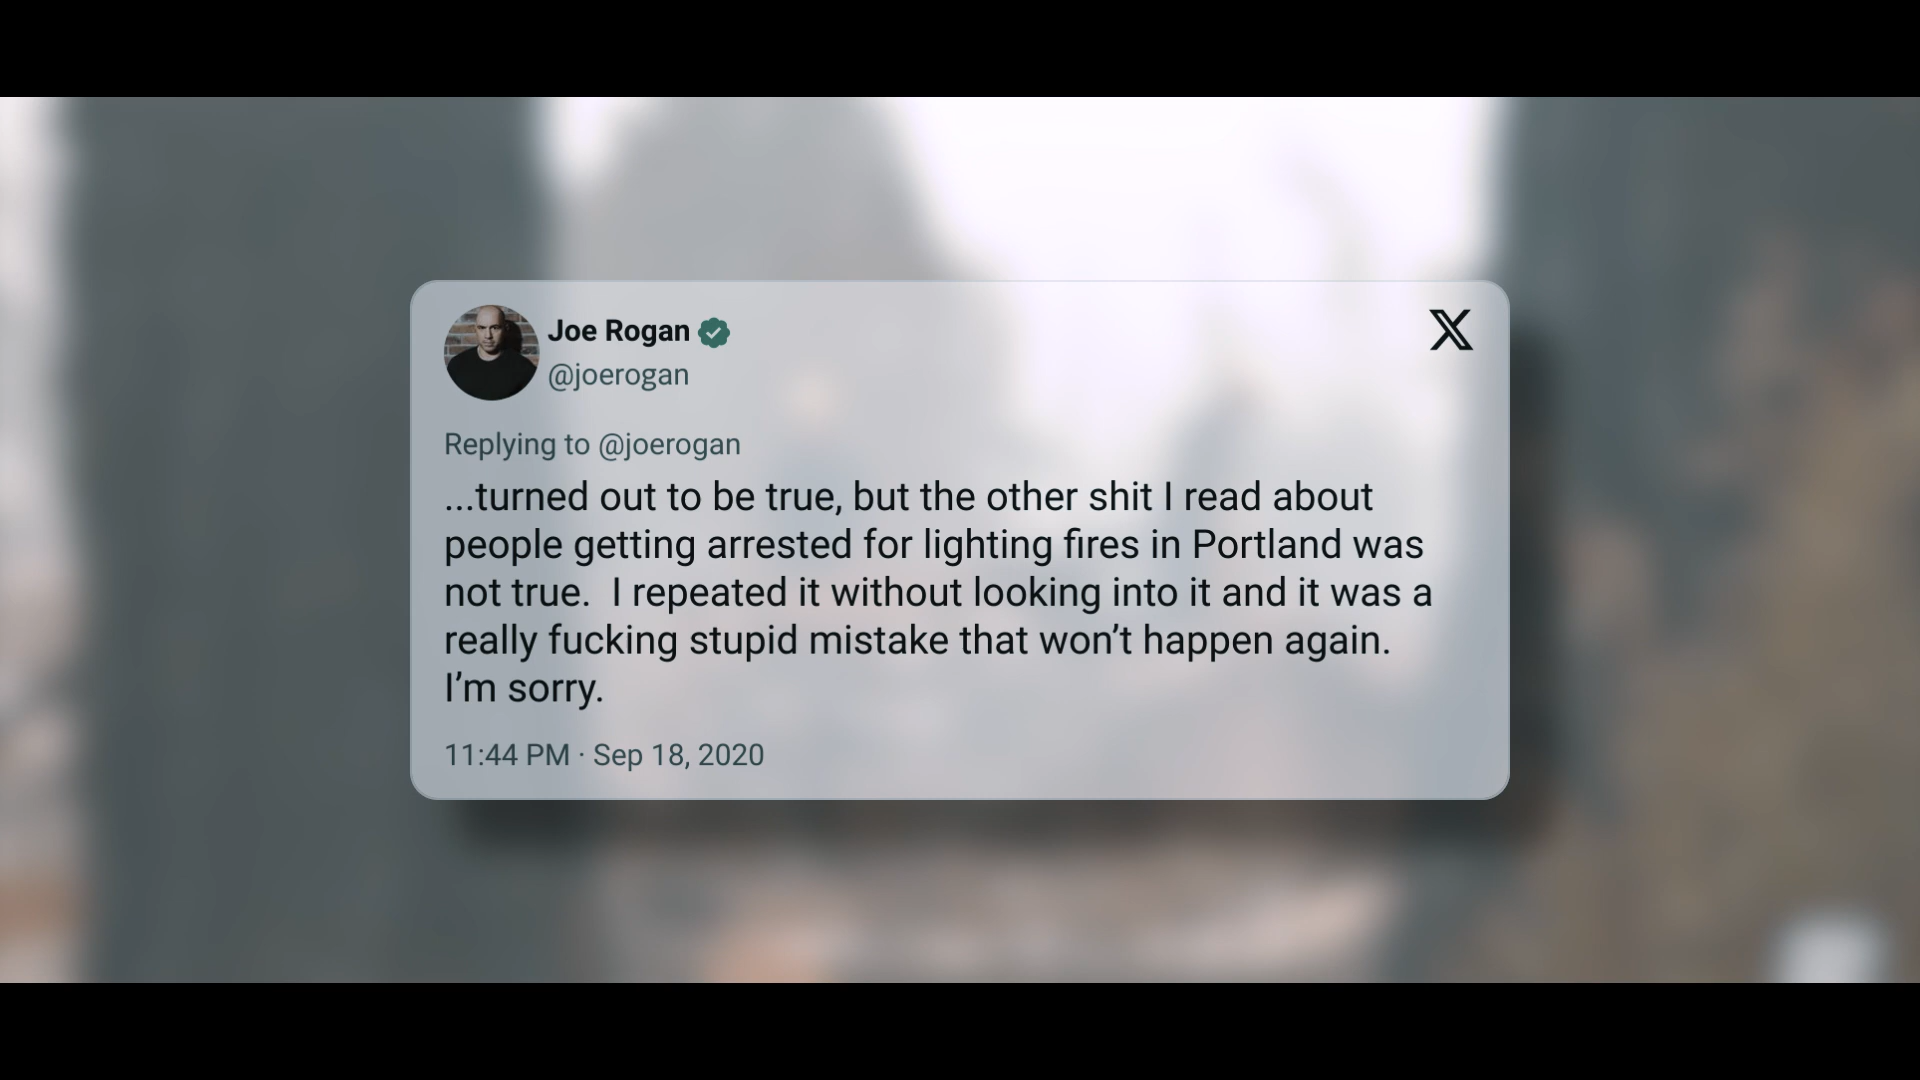 Joe Rogan
@joerogan
Replying to @joerogan
...turned out to be true, but the other shit I read about
people getting arrested for lighting fires in Portland was
not true.  I repeated it without looking into it and it was a
really fucking stupid mistake that won’t happen again.
I’m sorry.
11:44 PM · Sep 18, 2020